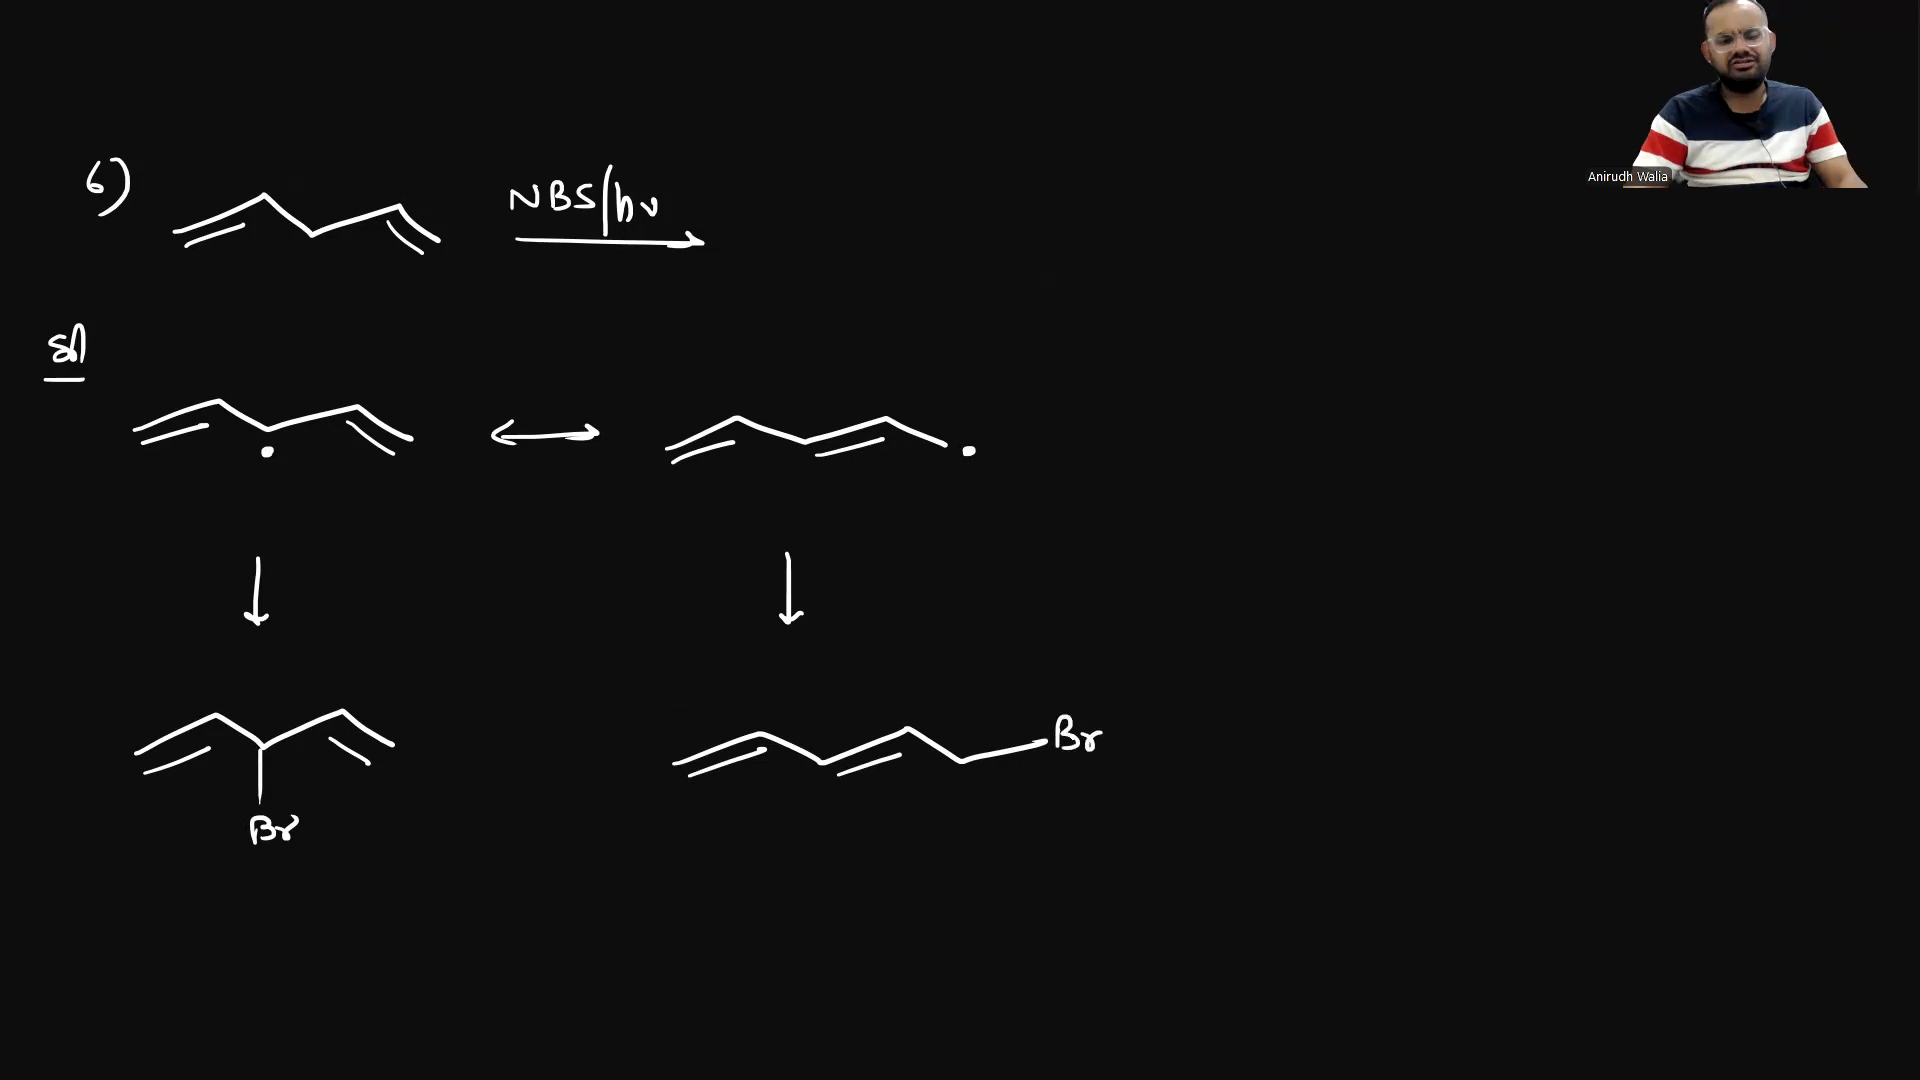 Anirudh Walia
6)
NBS/hν
Sol
Br
Br